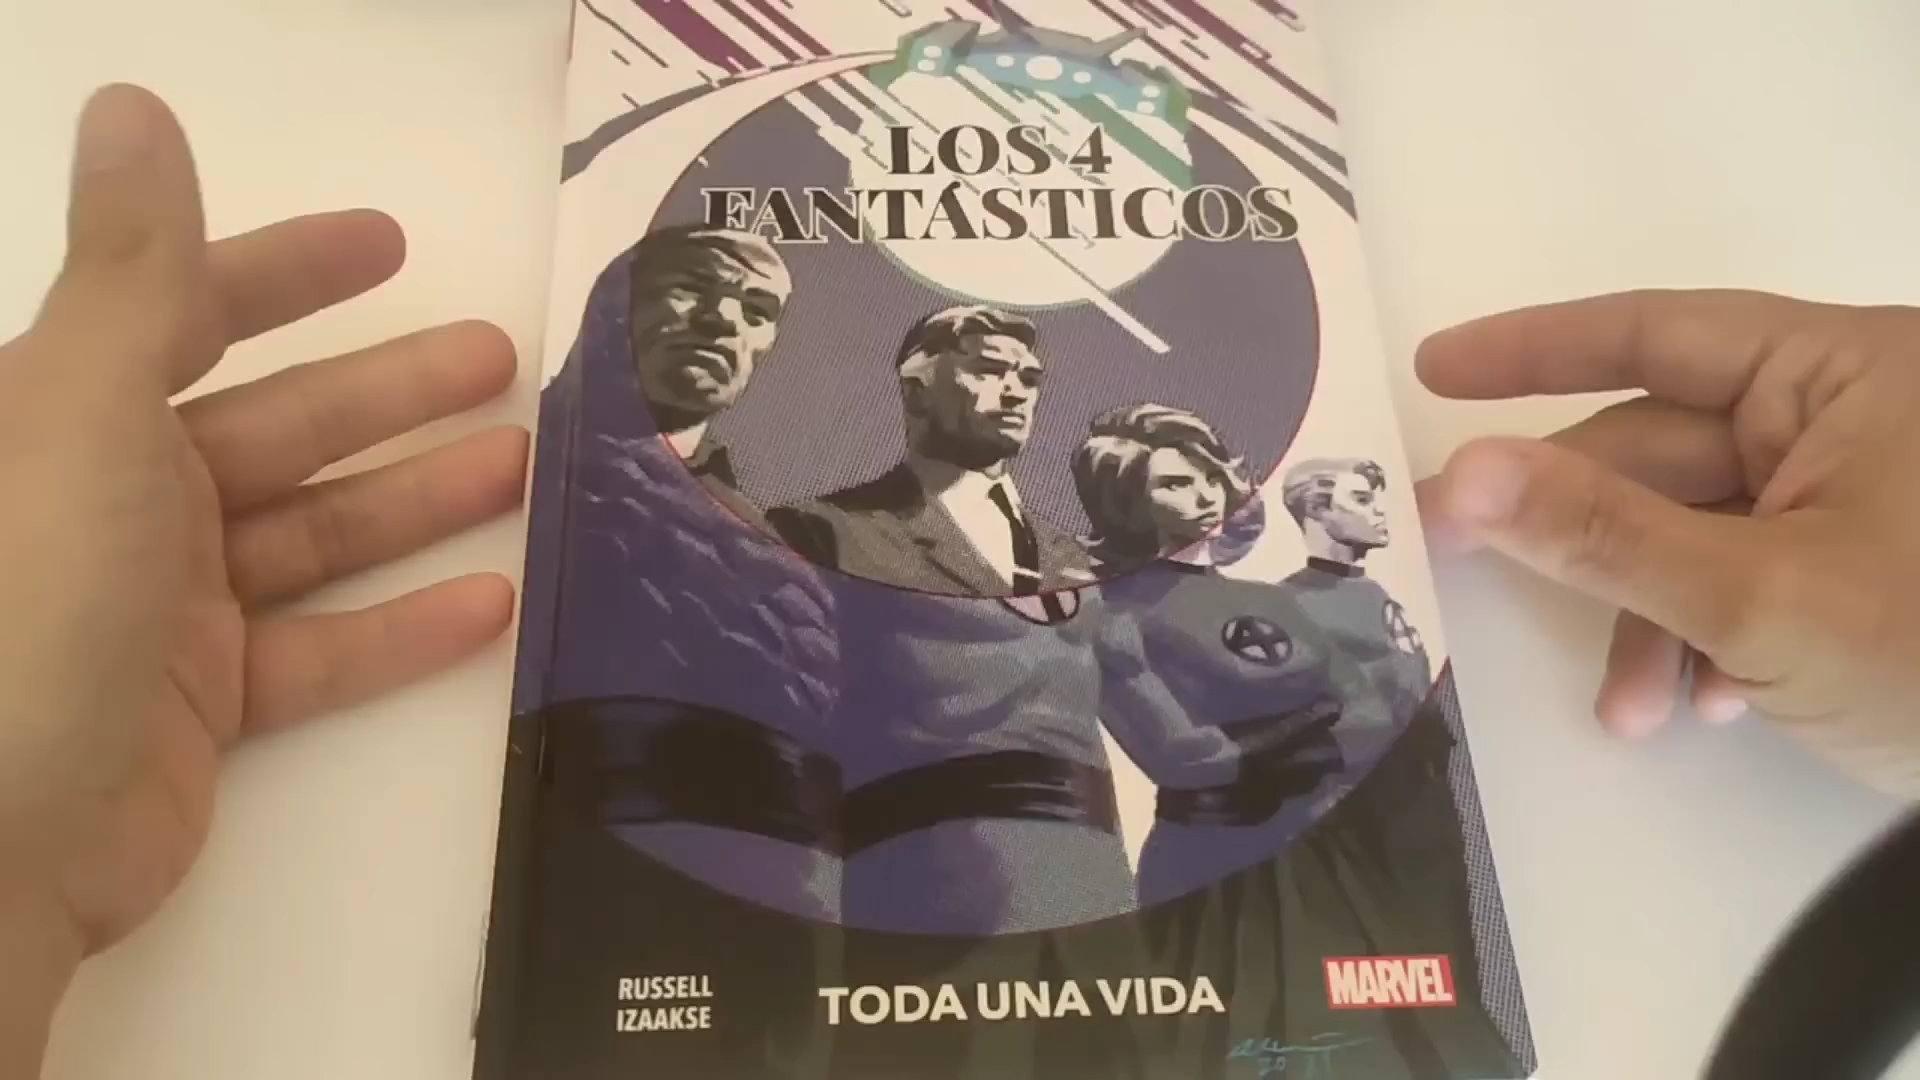 LOS 4
FANTÁSTICOS
RUSSELL
IZAAKSE
TODA UNA VIDA
MARVEL